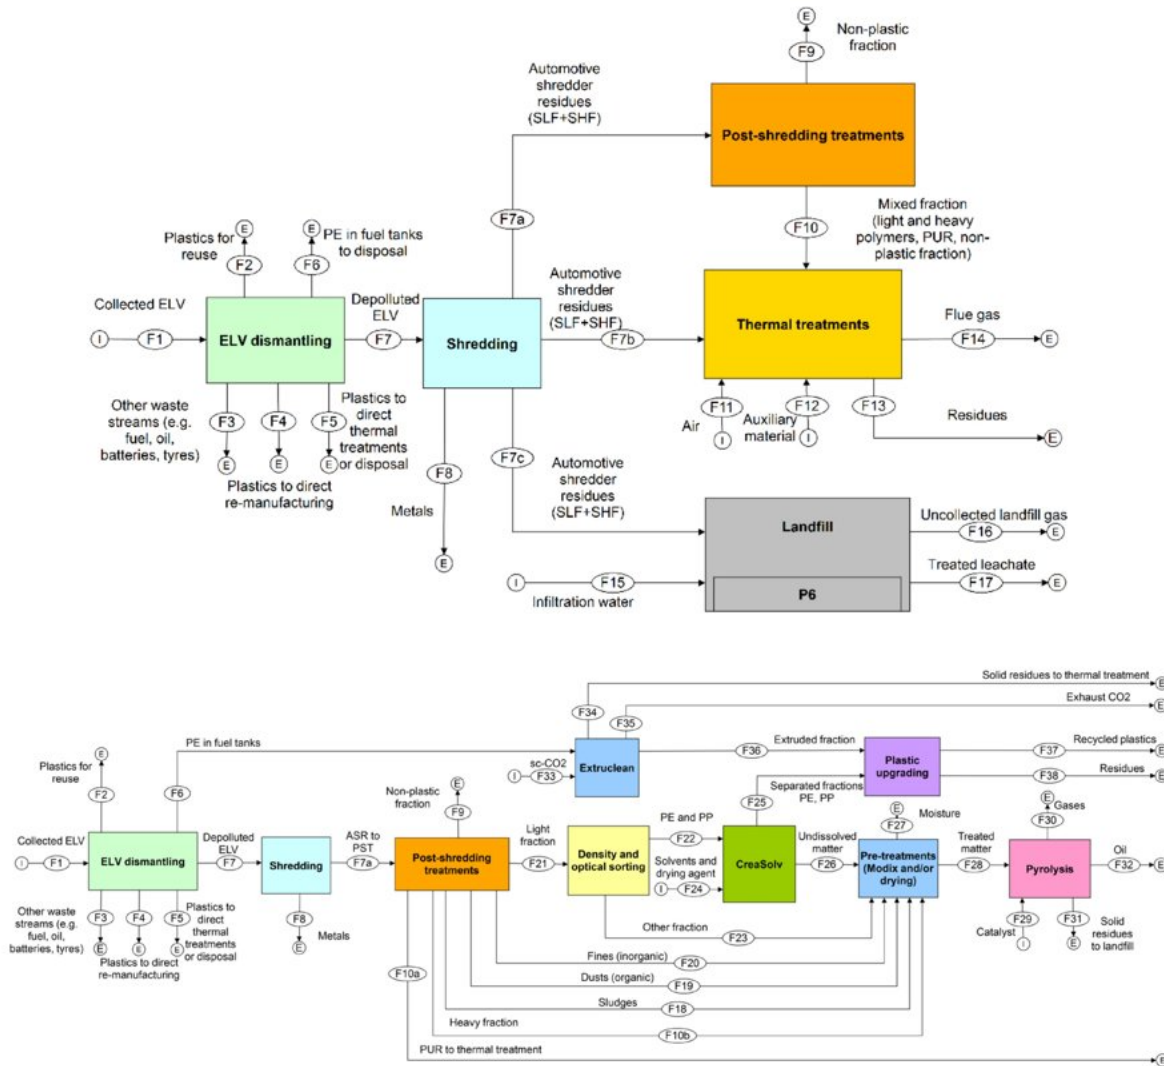 E
Non-plastic
fraction
F9
Automotive
shredder
residues
(SLF+SHF)
Post-shredding treatments
F7a
F10
Mixed fraction
(light and heavy
polymers, PUR, non-
plastic fraction)
E
E
Plastics for
reuse
PE in fuel tanks
to disposal
F2
F6
Automotive
shredder
residues
(SLF+SHF)
Collected ELV
Depolluted
ELV
I
F1
ELV dismantling
F7
Shredding
F7b
Thermal treatments
Flue gas
F14
E
Other waste
streams (e.g.
fuel, oil,
batteries, tyres)
F3
F4
F5
Plastics to
direct
thermal
treatments
or disposal
F11
F12
F13
Air
Auxiliary
material
I
I
Residues
E
E
E
E
Plastics to direct
re-manufacturing
F8
Metals
E
F7c
Automotive
shredder
residues
(SLF+SHF)
Landfill
Uncollected landfill gas
F16
E
Treated leachate
F17
E
I
F15
Infiltration water
P6
Solid residues to thermal treatment
E
F34
Exhaust CO2
E
F35
PE in fuel tanks
Extruclean
Extruded fraction
F36
Plastic
upgrading
Recycled plastics
F37
E
Residues
F38
E
sc-CO2
I
F33
E
Plastics for
reuse
F2
F6
E
Non-plastic
fraction
F9
Separated fractions
PE, PP
F25
E
Moisture
F27
E
Gases
F30
Collected ELV
I
F1
ELV dismantling
Depolluted
ELV
F7
Shredding
ASR to
PST
F7a
Post-shredding
treatments
Light
fraction
F21
Density and
optical sorting
PE and PP
F22
Solvents and
drying agent
I
F24
CreaSolv
Undissolved
matter
F26
Pre-treatments
(Modix and/or
drying)
Treated
matter
F28
Pyrolysis
Oil
F32
E
Other waste
streams (e.g.
fuel, oil,
batteries, tyres)
F3
F4
F5
Plastics to
direct
thermal
treatments
or disposal
E
E
E
Plastics to direct
re-manufacturing
F8
Metals
E
F29
Catalyst
I
F31
E
Solid
residues
to landfill
Other fraction
F23
Fines (inorganic)
F20
F10a
Dusts (organic)
F19
Sludges
F18
Heavy fraction
F10b
PUR to thermal treatment
E